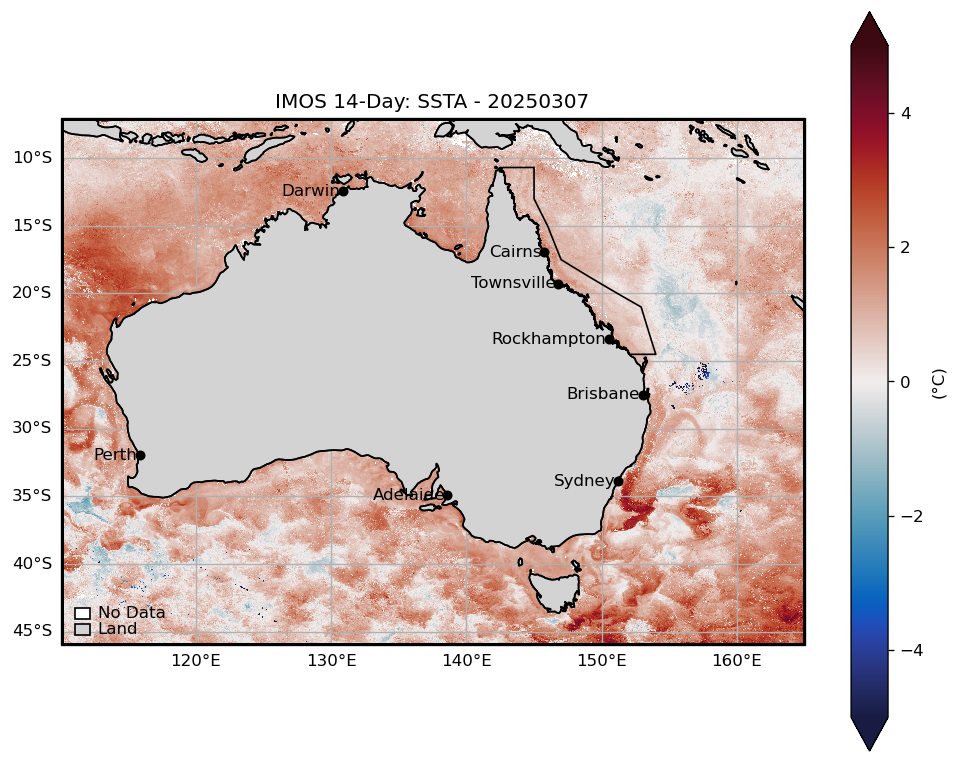 IMOS 14-Day: SSTA - 20250307
10°S
15°S
20°S
25°S
30°S
35°S
40°S
45°S
Darwin
Cairns
Townsville
Rockhampton
Brisbane
Perth
Sydney
Adelaide
No Data
Land
120°E 130°E 140°E 150°E 160°E
4
2
0
−2
−4
(°C)